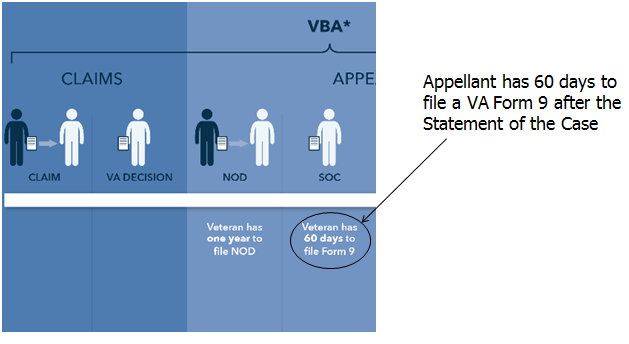 VBA*
CLAIMS
APPE
CLAIM
VA DECISION
NOD
SOC
Veteran has
one year to
file NOD
Veteran has
60 days to
file Form 9
Appellant has 60 days to
file a VA Form 9 after the
Statement of the Case